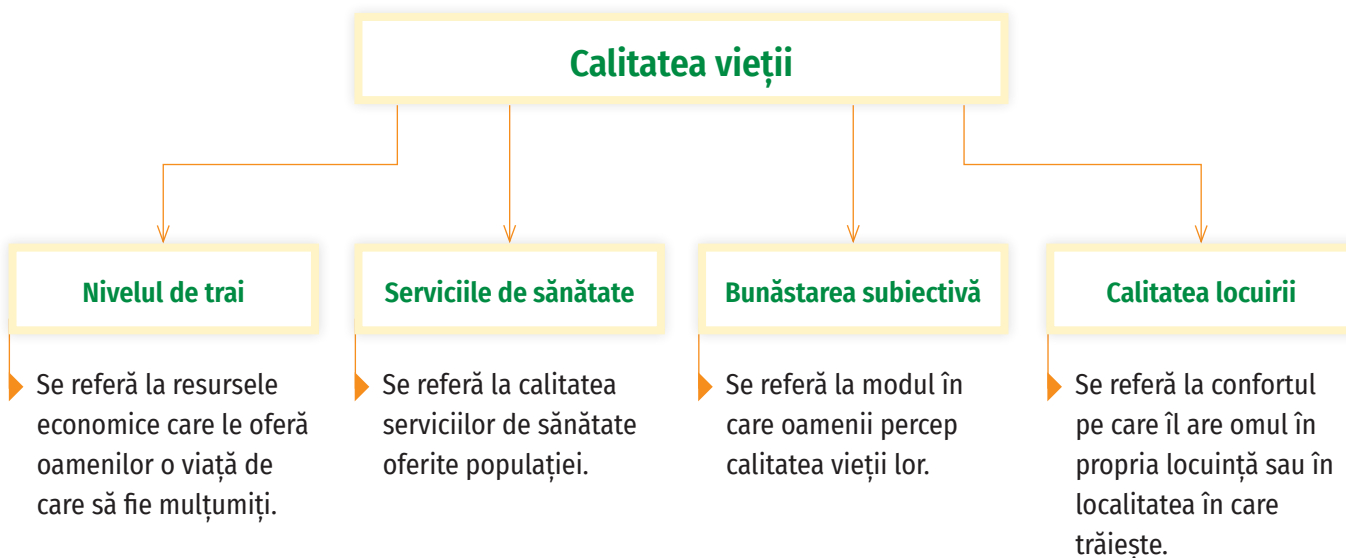 Calitatea vieții
Nivelul de trai
Se referă la resursele
economice care le oferă
oamenilor o viață de
care să fie mulțumiți.
Serviciile de sănătate
Se referă la calitatea
serviciilor de sănătate
oferite populației.
Bunăstarea subiectivă
Se referă la modul în
care oamenii percep
calitatea vieții lor.
Calitatea locuirii
Se referă la confortul
pe care îl are omul în
propria locuință sau în
localitatea în care
trăiește.